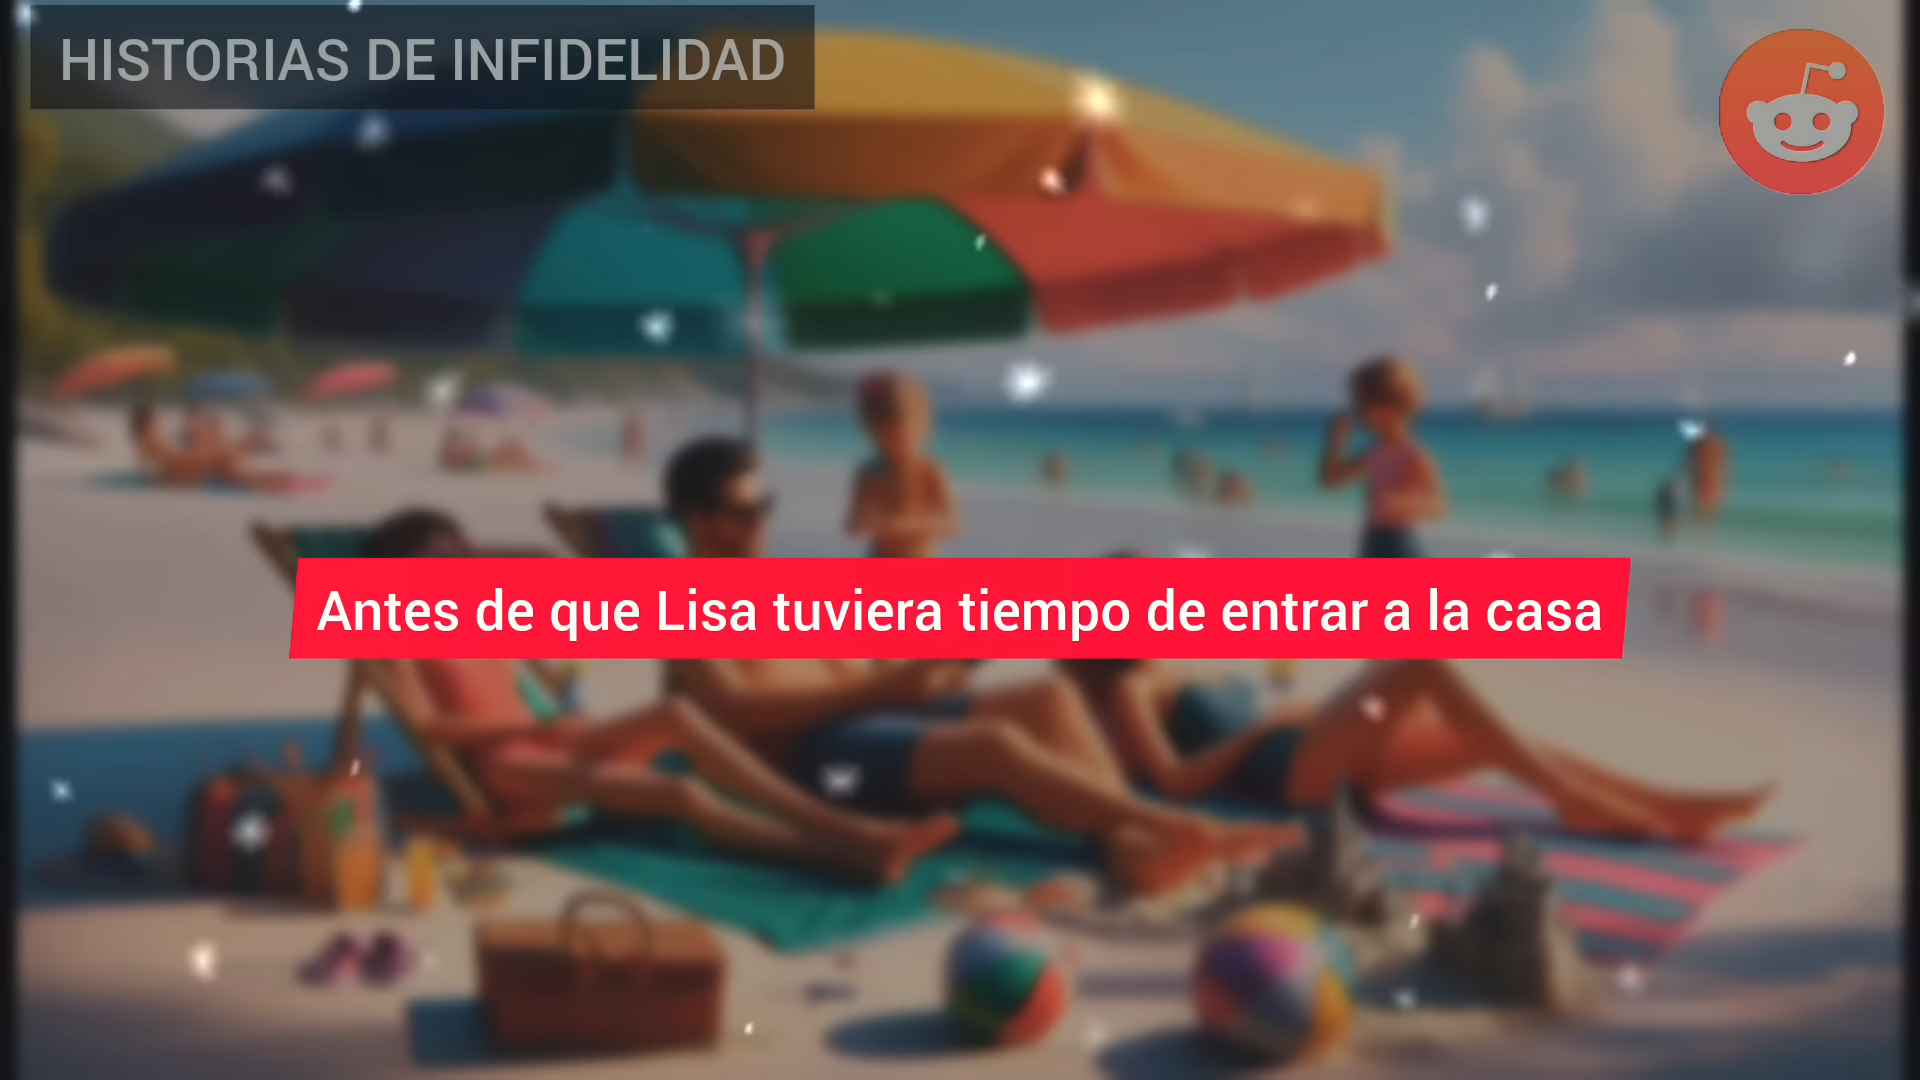 HISTORIAS DE INFIDELIDAD
Antes de que Lisa tuviera tiempo de entrar a la casa